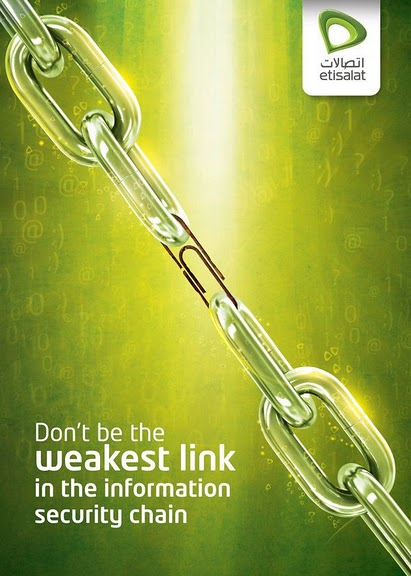 اتصالات
etisalat
Don't be the
weakest link
in the information
security chain